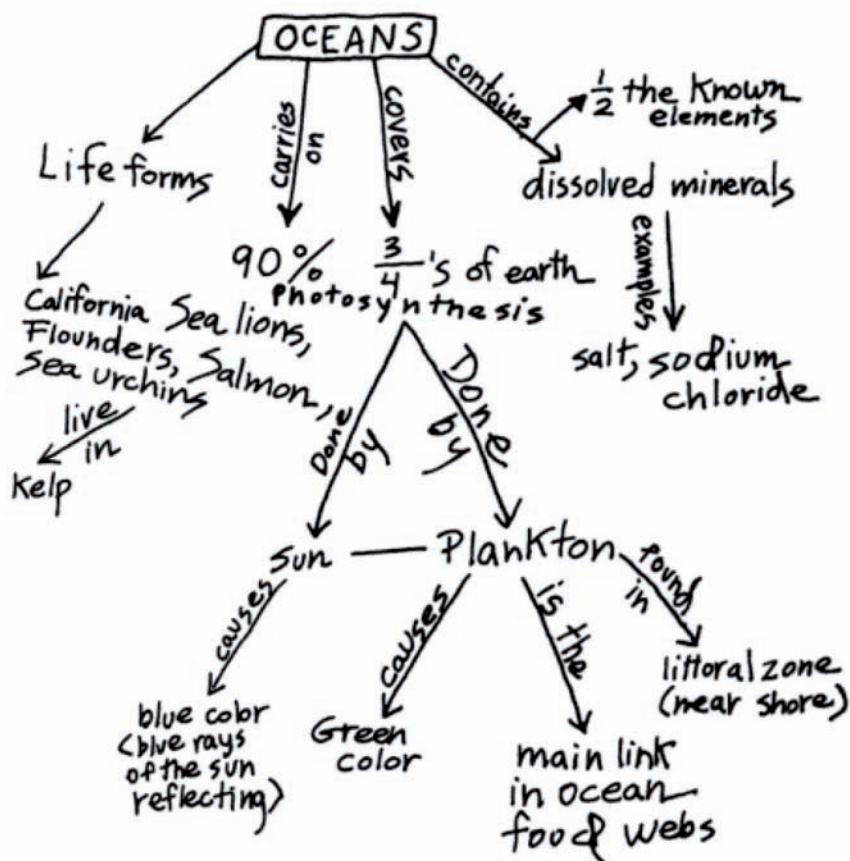 OCEANS
carries on
covers
contains
1/2 the Known
elements
Life forms
dissolved minerals
examples
90%
3/4's of earth
Photosynthesis
California Sea lions,
Flounders, Salmon,
Sea urchins
live
in
Kelp
salt, sodium
chloride
Done
by
Done
by
Sun
Plankton
found
in
causes
causes
is the
littoral zone
(near shore)
blue color
(blue rays
of the sun
reflecting)
Green
color
main link
in ocean
food webs